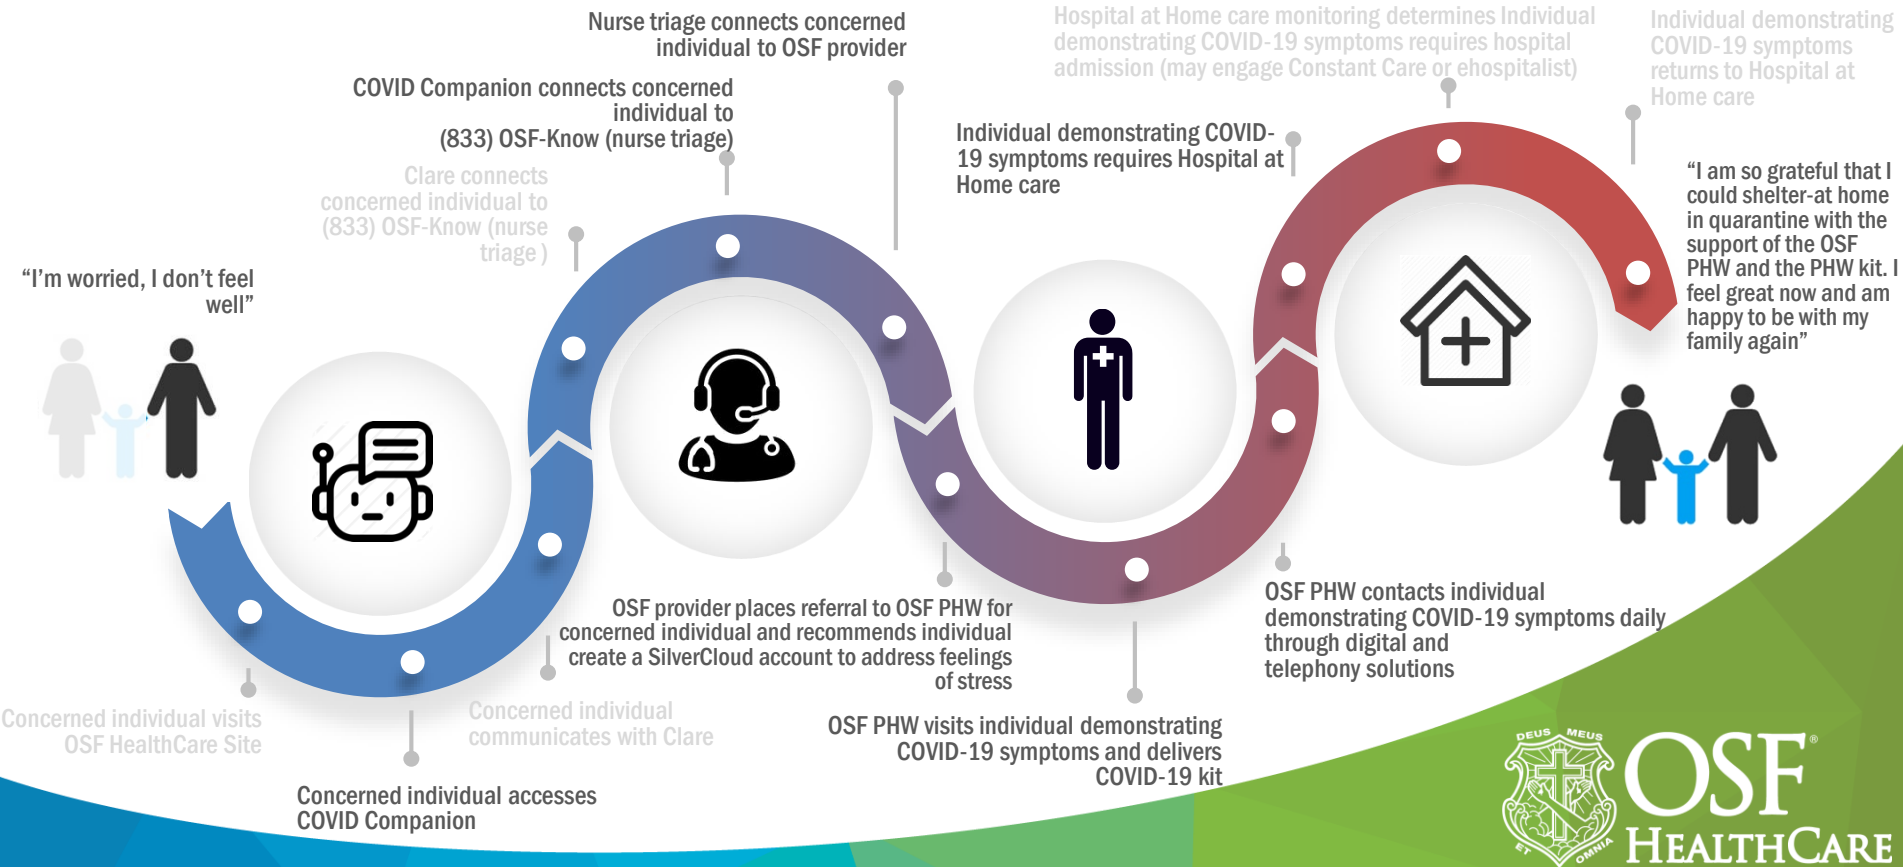 “I’m worried, I don’t feel
well”
Concerned individual visits
OSF HealthCare Site
Concerned individual accesses
COVID Companion
Concerned individual
communicates with Clare
Clare connects
concerned individual to
(833) OSF-Know (nurse
triage )
COVID Companion connects concerned
individual to
(833) OSF-Know (nurse triage)
Nurse triage connects concerned
individual to OSF provider
OSF provider places referral to OSF PHW for
concerned individual and recommends individual
create a SilverCloud account to address feelings
of stress
OSF PHW visits individual demonstrating
COVID-19 symptoms and delivers
COVID-19 kit
OSF PHW contacts individual
demonstrating COVID-19 symptoms daily
through digital and
telephony solutions
Individual demonstrating COVID-
19 symptoms requires Hospital at
Home care
Hospital at Home care monitoring determines Individual
demonstrating COVID-19 symptoms requires hospital
admission (may engage Constant Care or ehospitalist)
Individual demonstrating
COVID-19 symptoms
returns to Hospital at
Home care
“I am so grateful that I
could shelter-at home
in quarantine with the
support of the OSF
PHW and the PHW kit. I
feel great now and am
happy to be with my
family again”
DEUS MEUS
ET OMNIA
OSF®
HEALTHCARE